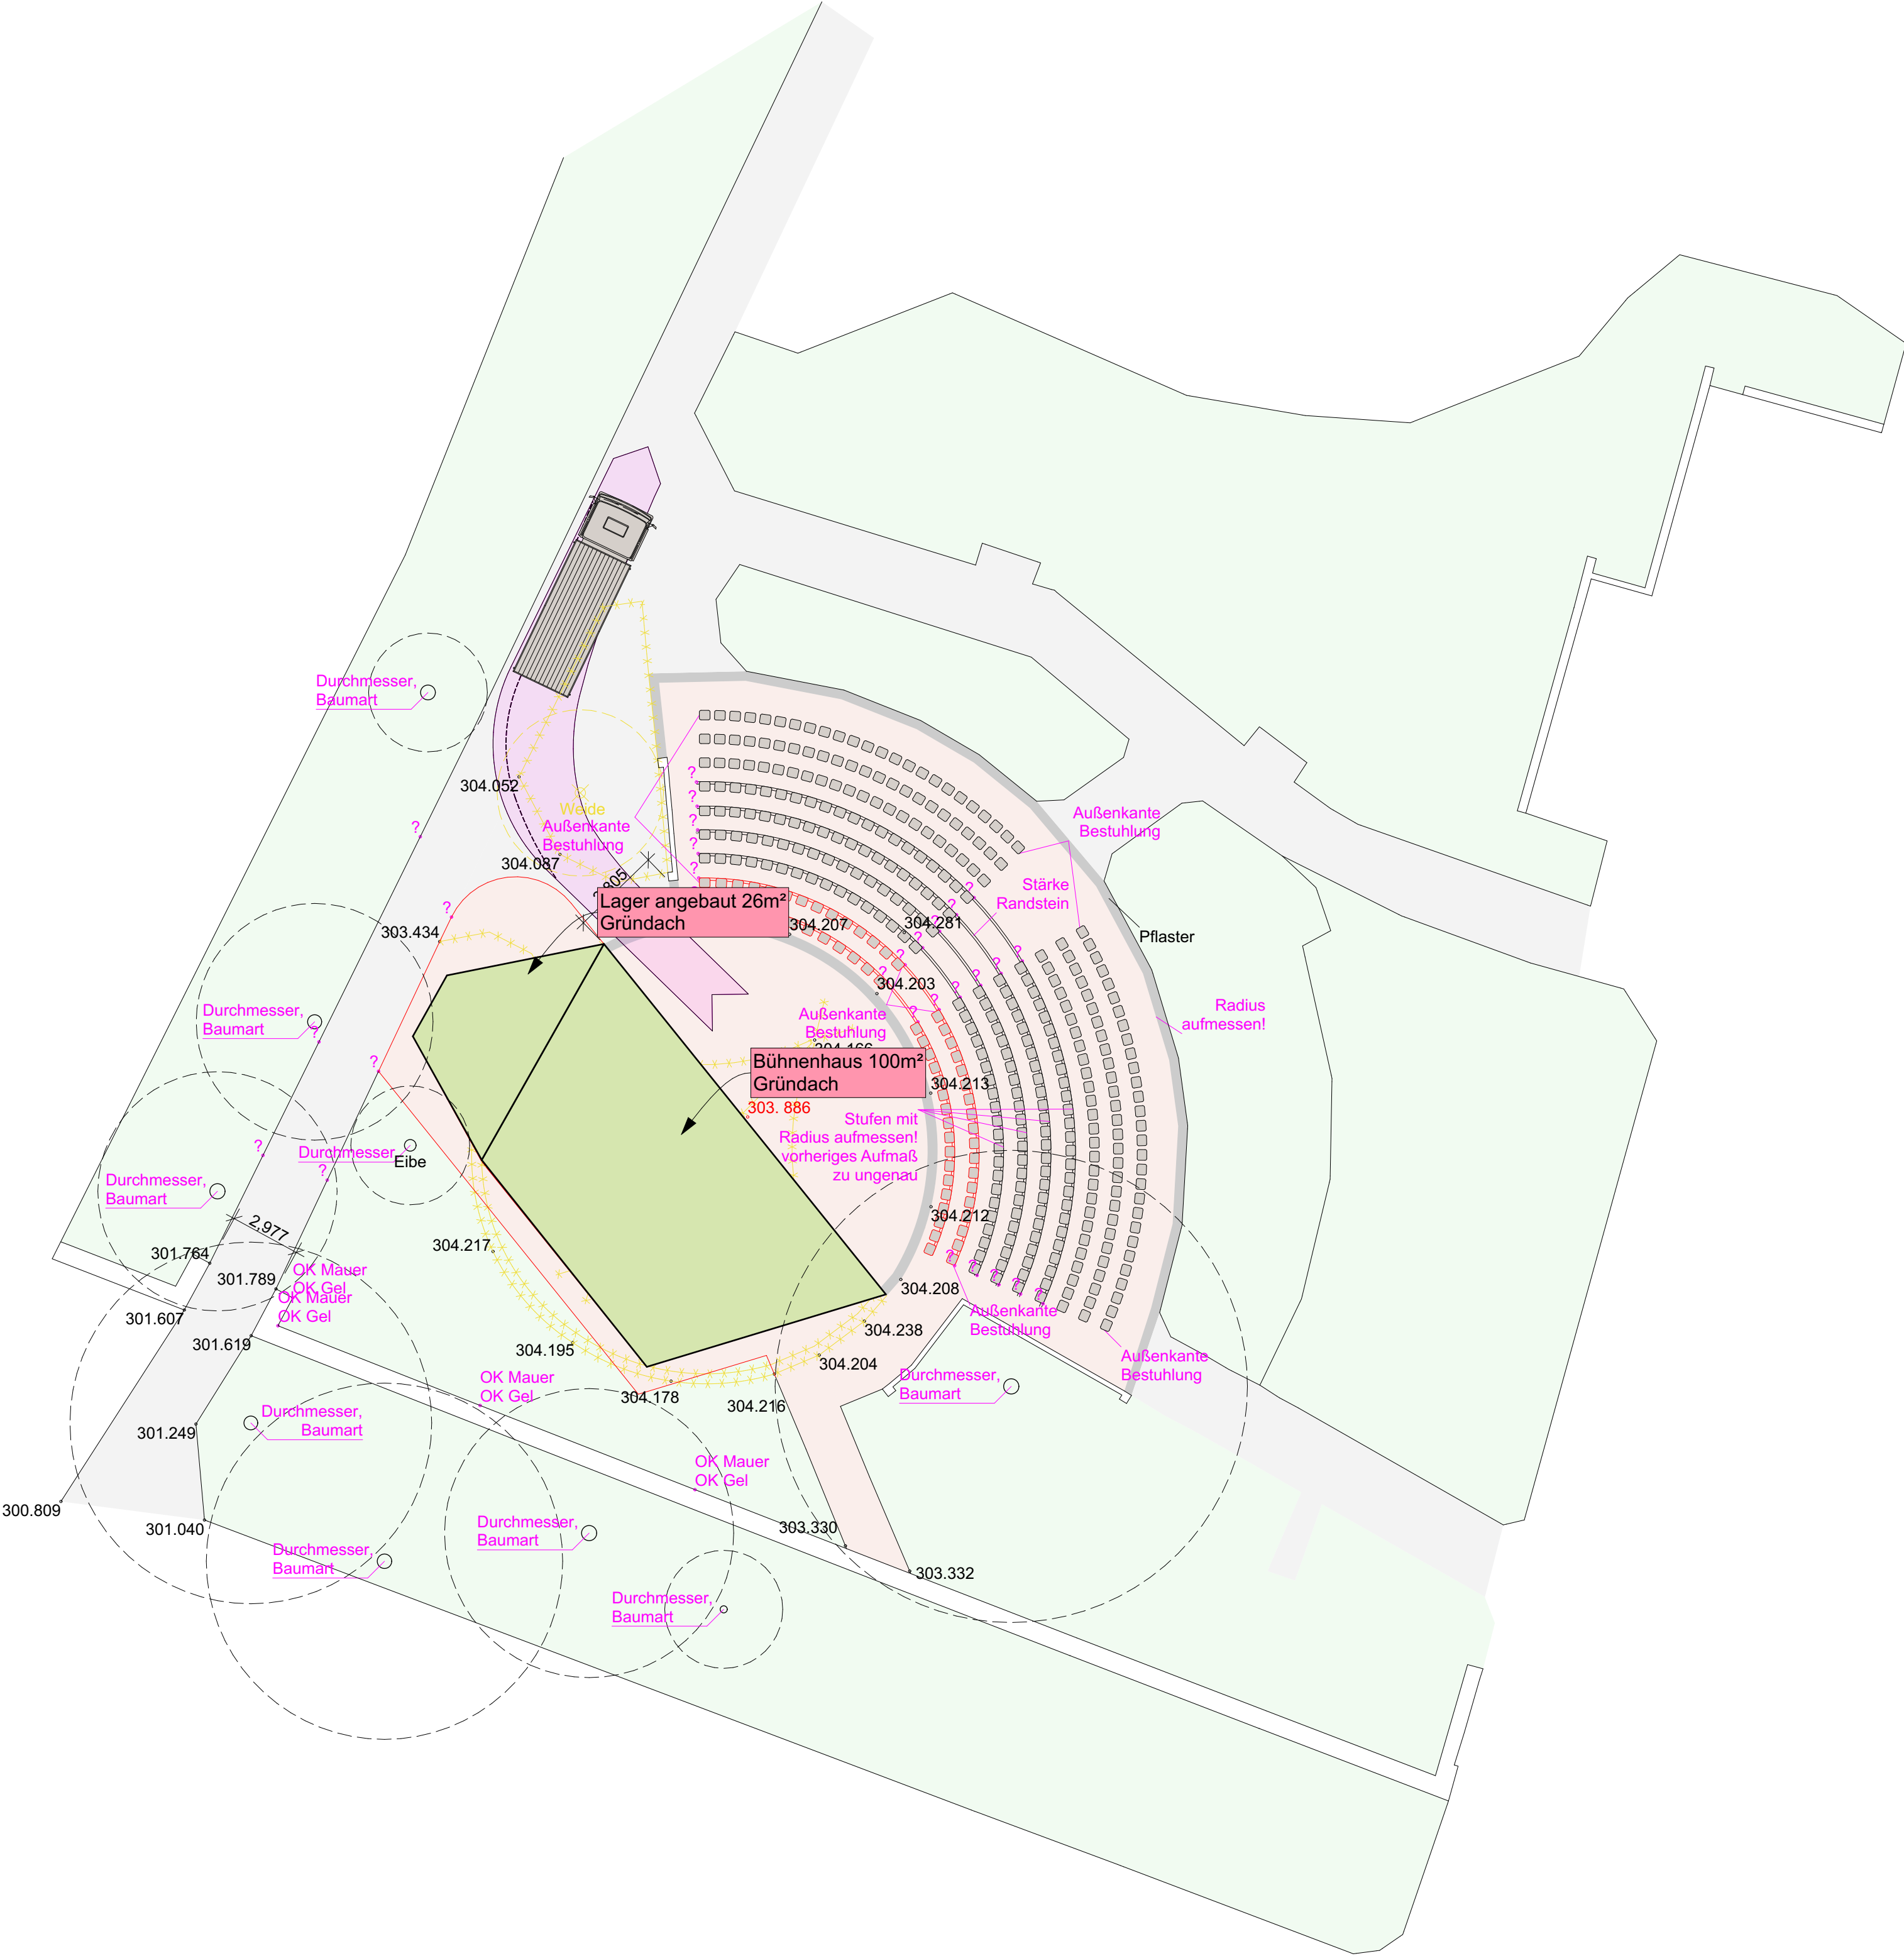 Durchmesser,
Baumart
304.052
Weide
Außenkante
Bestuhlung
304.087
?
?
?
?
?
?
Außenkante
Bestuhlung
?
Stärke
Randstein
Lager angebaut 26m²
Gründach
304.207
304.281
Pflaster
?
303.434
?
?
?
?
?
?
?
?
?
?
304.203
Radius
aufmessen!
Durchmesser,
Baumart
?
Außenkante
Bestuhlung
?
Bühnenhaus 100m²
Gründach
304.213
303. 886
Stufen mit
Radius aufmessen!
vorheriges Aufmaß
zu ungenau
?
Durchmesser,
Eibe
?
Durchmesser,
Baumart
304.212
2,977
304.217
301.764
301.789
OK Mauer
OK Gel
OK Mauer
OK Gel
?
?
?
?
?
304.208
301.607
Außenkante
Bestuhlung
304.238
301.619
304.195
304.204
Außenkante
Bestuhlung
OK Mauer
OK Gel
304.178
304.216
Durchmesser,
Baumart
Durchmesser,
Baumart
301.249
OK Mauer
OK Gel
300.809
301.040
Durchmesser,
Baumart
303.330
Durchmesser,
Baumart
303.332
Durchmesser,
Baumart